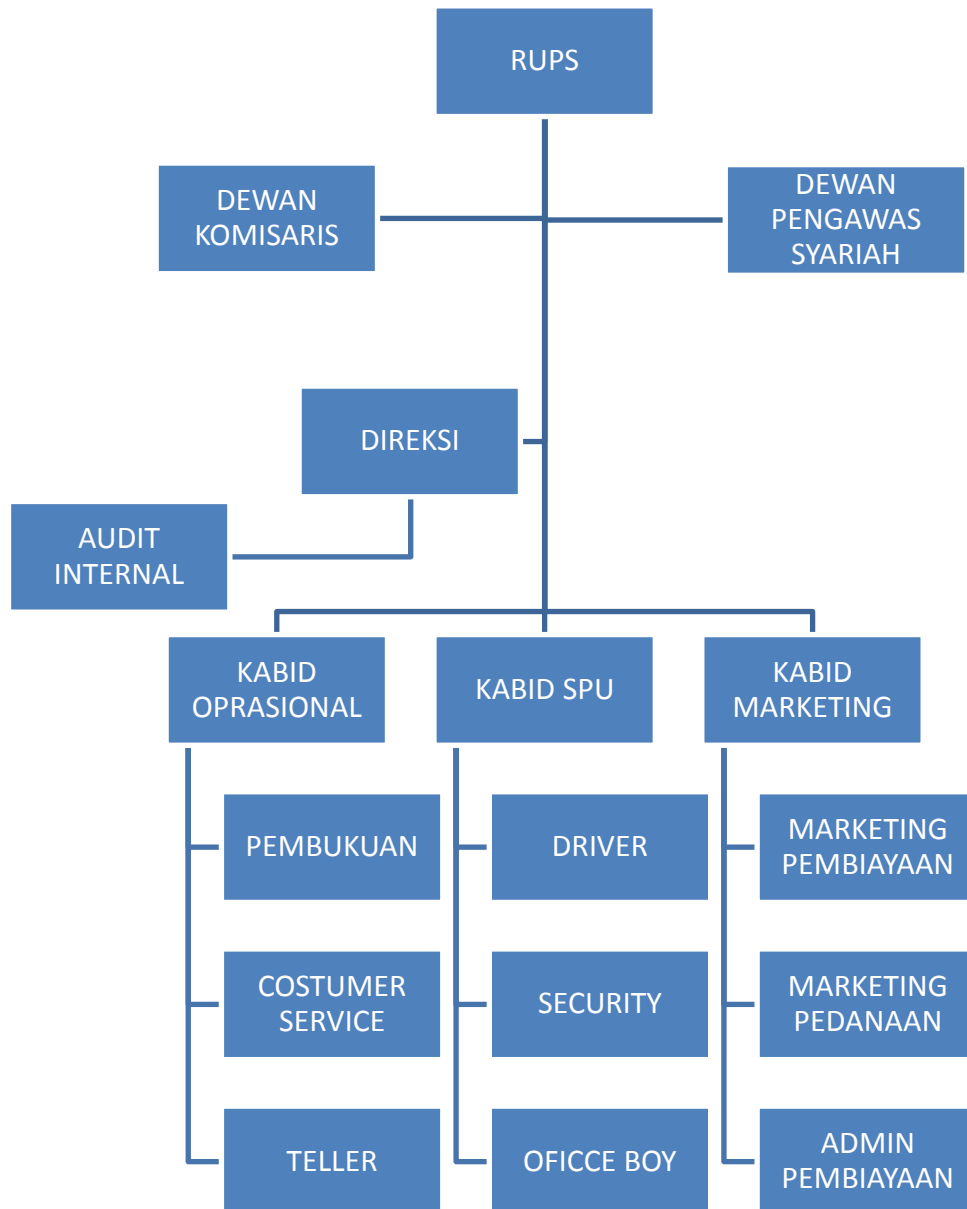 RUPS
DEWAN
KOMISARIS
DEWAN
PENGAWAS
SYARIAH
DIREKSI
AUDIT
INTERNAL
KABID
OPRASIONAL
KABID SPU
KABID
MARKETING
PEMBUKUAN
DRIVER
MARKETING
PEMBIAYAAN
COSTUMER
SERVICE
SECURITY
MARKETING
PEDANAAN
TELLER
OFICCE BOY
ADMIN
PEMBIAYAAN